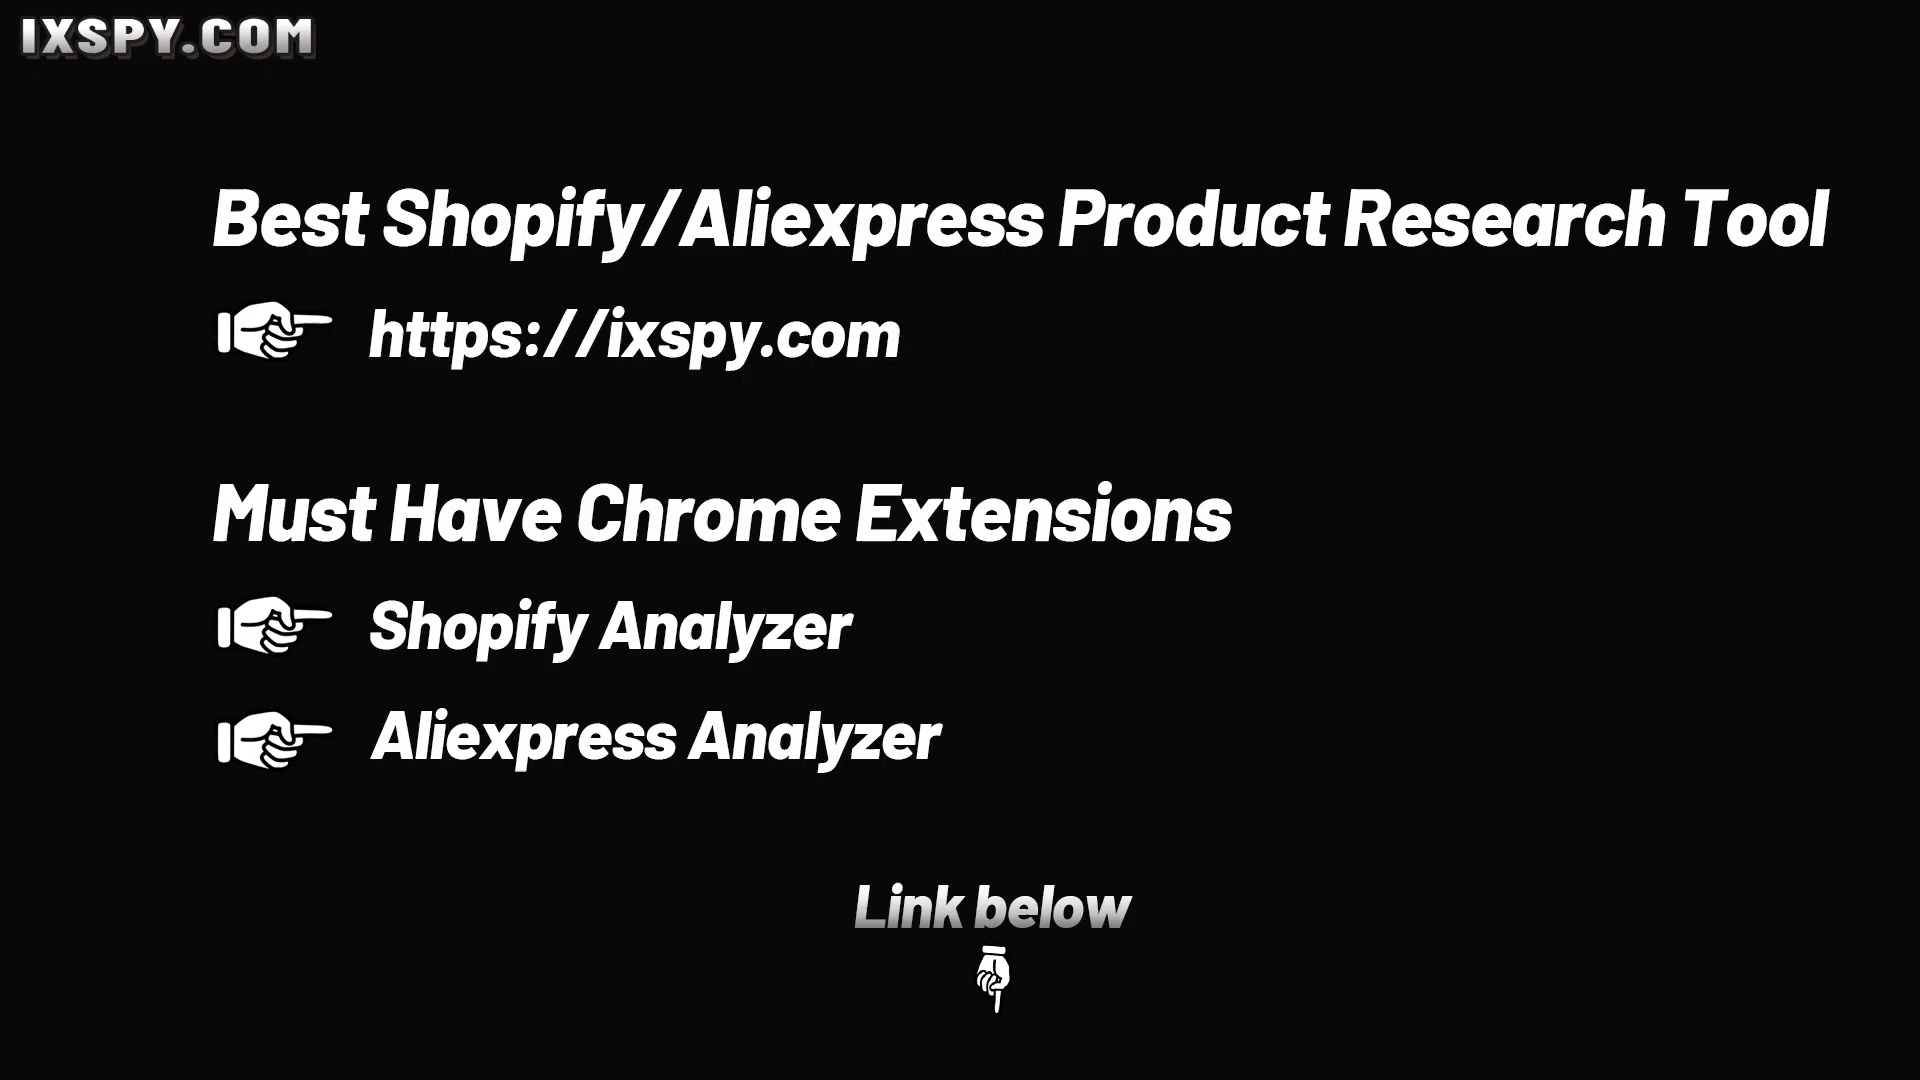 IXSPY.COM
Best Shopify/Aliexpress Product Research Tool
https://ixspy.com
Must Have Chrome Extensions
Shopify Analyzer
Aliexpress Analyzer
Link below